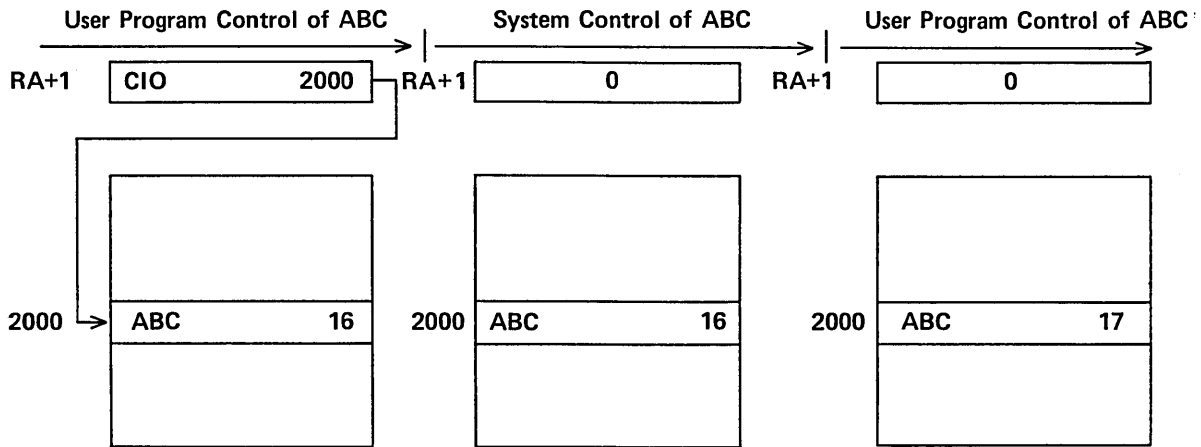 User Program Control of ABC System Control of ABC User Program Control of ABC
RA+1 CIO 2000 RA+1 0 RA+1 0
2000 ABC 16 2000 ABC 16 2000 ABC 17